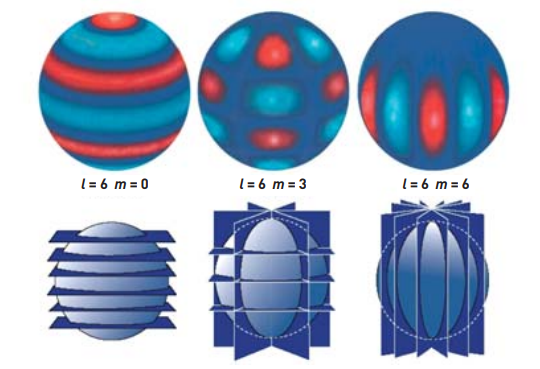 l = 6 m = 0
l = 6 m = 3
l = 6 m = 6